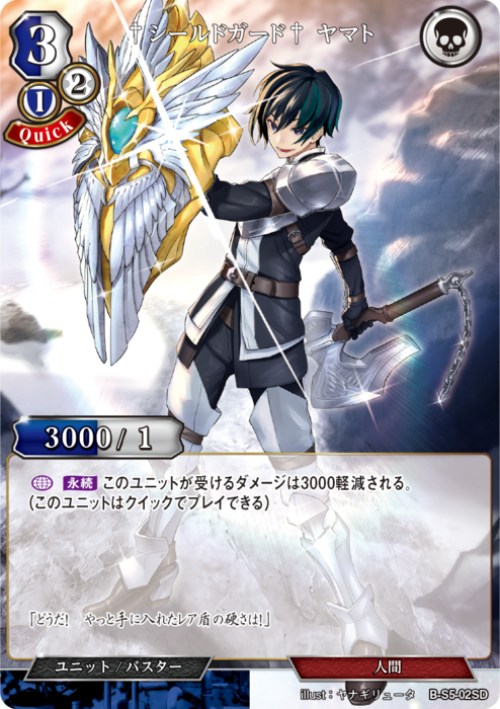 3
†シールドガード† ヤマト
1
2
Quick
3000 / 1
永続 このユニットが受けるダメージは3000軽減される。
(このユニットはクイックでプレイできる)
「どうだ! やっと手に入れたレア盾の硬さは!」
ユニット / バスター
人間
illust:ヤナギリュータ B-S5-02SD